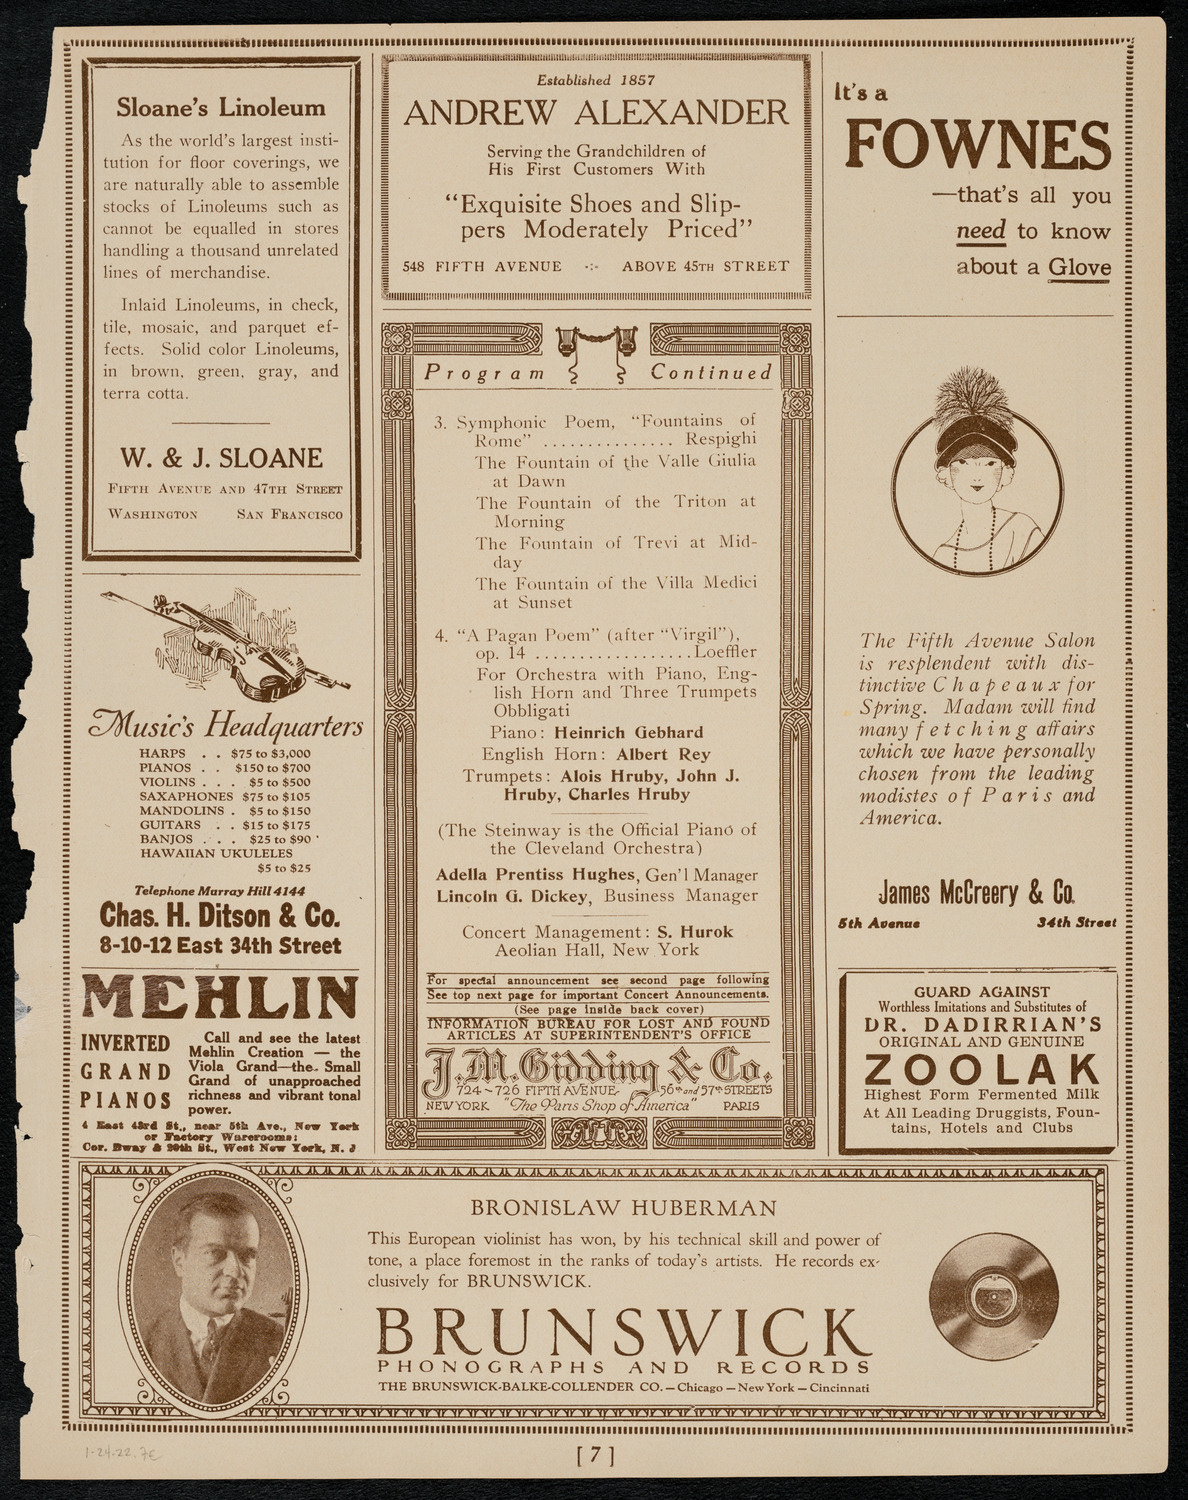 Sloane's Linoleum
As the world's largest insti-
tution for floor coverings, we
are naturally able to assemble
stocks of Linoleums such as
cannot be equalled in stores
handling a thousand unrelated
lines of merchandise.
Inlaid Linoleums, in check,
tile, mosaic, and parquet ef-
fects. Solid color Linoleums,
in brown, green, gray, and
terra cotta.
W. & J. SLOANE
FIFTH AVENUE AND 47TH STREET
WASHINGTON SAN FRANCISCO
Music's Headquarters
HARPS . . $75 to $3,000
PIANOS . . $150 to $700
VIOLINS . . . $5 to $500
SAXAPHONES $75 to $105
MANDOLINS . $5 to $150
GUITARS . . $15 to $175
BANJOS . . . $25 to $90
HAWAIIAN UKULELES
$5 to $25
Telephone Murray Hill 4144
Chas. H. Ditson & Co.
8-10-12 East 34th Street
MEHLIN
INVERTED
GRAND
PIANOS
Call and see the latest
Mehlin Creation — the
Viola Grand—the Small
Grand of unapproached
richness and vibrant tonal
power.
4 East 43rd St., near 5th Ave., New York
or Factory Warerooms:
Cor. Bway & 20th St., West New York, N. J
Established 1857
ANDREW ALEXANDER
Serving the Grandchildren of
His First Customers With
"Exquisite Shoes and Slip-
pers Moderately Priced"
548 FIFTH AVENUE -:- ABOVE 45TH STREET
Program Continued
3. Symphonic Poem, "Fountains of
Rome" .............. Respighi
The Fountain of the Valle Giulia
at Dawn
The Fountain of the Triton at
Morning
The Fountain of Trevi at Mid-
day
The Fountain of the Villa Medici
at Sunset
4. "A Pagan Poem" (after "Virgil"),
op. 14 .................Loeffler
For Orchestra with Piano, Eng-
lish Horn and Three Trumpets
Obbligati
Piano: Heinrich Gebhard
English Horn: Albert Rey
Trumpets: Alois Hruby, John J.
Hruby, Charles Hruby
(The Steinway is the Official Piano of
the Cleveland Orchestra)
Adella Prentiss Hughes, Gen'l Manager
Lincoln G. Dickey, Business Manager
Concert Management: S. Hurok
Aeolian Hall, New York
For special announcement see second page following
See top next page for important Concert Announcements.
(See page inside back cover)
INFORMATION BUREAU FOR LOST AND FOUND
ARTICLES AT SUPERINTENDENT'S OFFICE
J.M. Gidding & Co.
724-726 FIFTH AVENUE - 56th and 57th STREETS
NEW YORK "The Paris Shop of America" PARIS
It's a
FOWNES
—that's all you
need to know
about a Glove
The Fifth Avenue Salon
is resplendent with dis-
tinctive Chapeaux for
Spring. Madam will find
many fetching affairs
which we have personally
chosen from the leading
modistes of Paris and
America.
James McCreery & Co.
5th Avenue 34th Street
GUARD AGAINST
Worthless Imitations and Substitutes of
DR. DADIRRIAN'S
ORIGINAL AND GENUINE
ZOOLAK
Highest Form Fermented Milk
At All Leading Druggists, Foun-
tains, Hotels and Clubs
BRONISLAW HUBERMAN
This European violinist has won, by his technical skill and power of
tone, a place foremost in the ranks of today's artists. He records ex-
clusively for BRUNSWICK.
BRUNSWICK
PHONOGRAPHS AND RECORDS
THE BRUNSWICK-BALKE-COLLENDER CO. — Chicago — New York — Cincinnati
1-24-22.7E
[ 7 ]